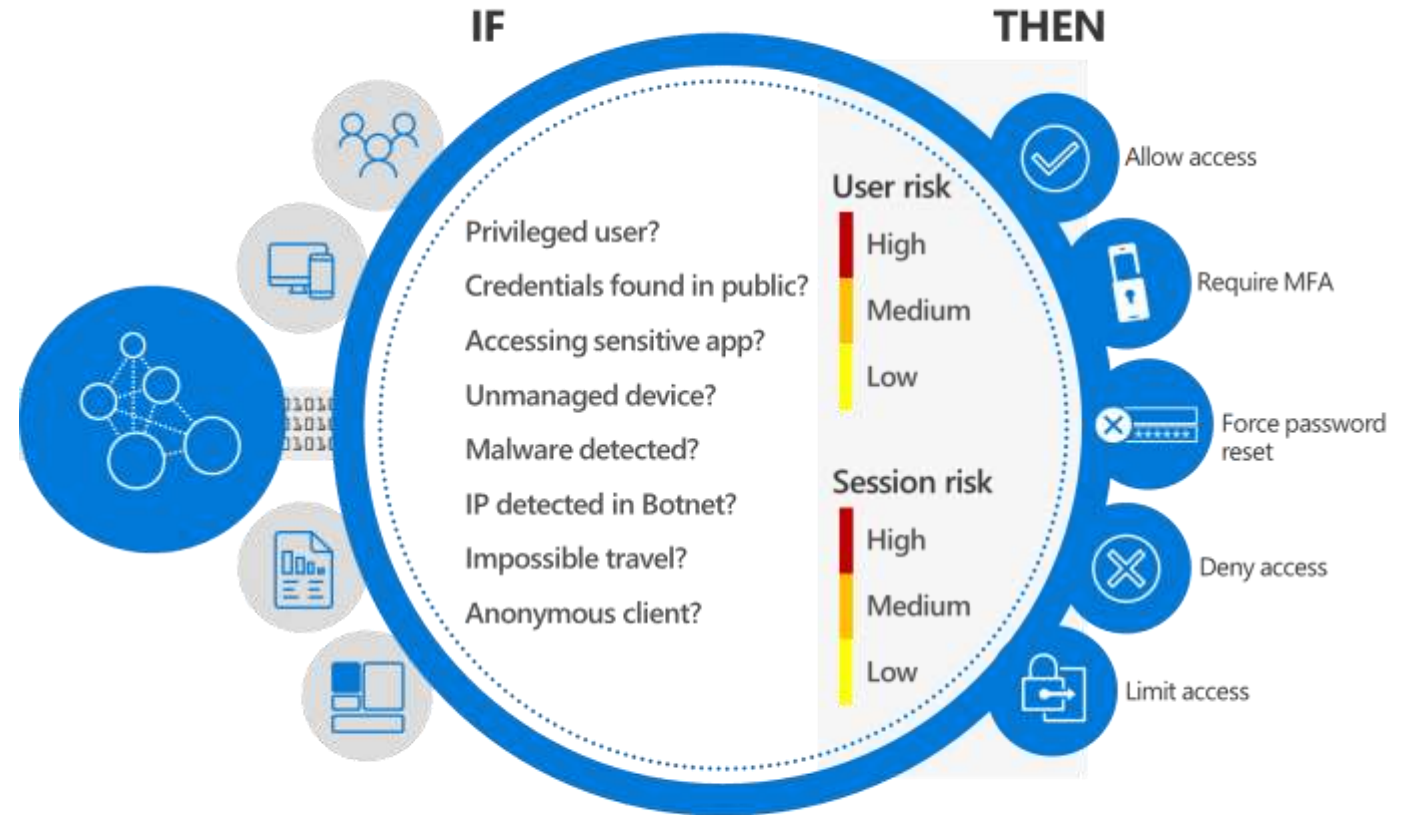 IF
THEN
Privileged user?
Credentials found in public?
Accessing sensitive app?
Unmanaged device?
Malware detected?
IP detected in Botnet?
Impossible travel?
Anonymous client?
User risk
High
Medium
Low
Session risk
High
Medium
Low
Allow access
Require MFA
Force password
reset
Deny access
Limit access